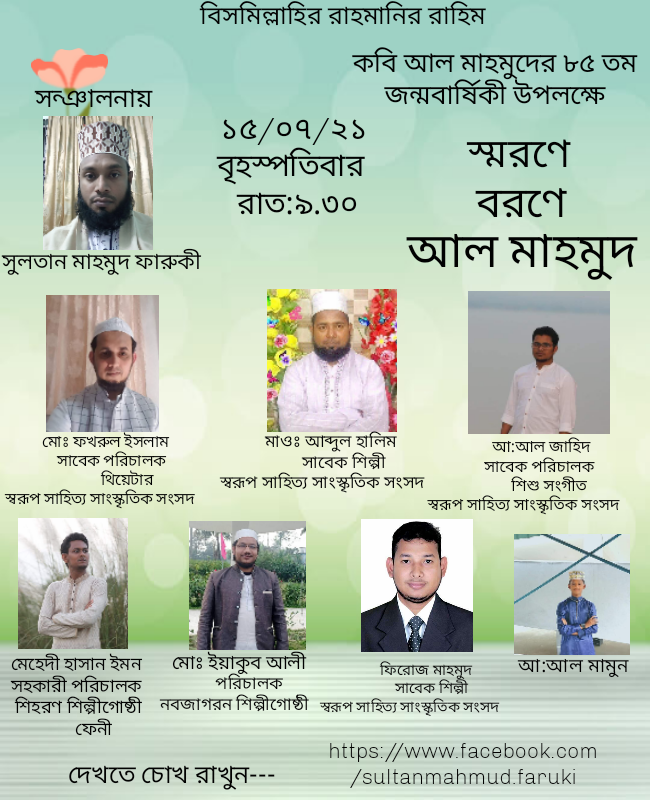 বিসমিল্লাহির রাহমানির রাহিম
কবি আল মাহমুদের ৮৫ তম
জন্মবার্ষিকী উপলক্ষে
সন্ঞালনায়
১৫/০৭/২১
বৃহস্পতিবার
রাত:৯.৩০
স্মরণে
বরণে
আল মাহমুদ
সুলতান মাহমুদ ফারুকী
মোঃ ফখরুল ইসলাম
সাবেক পরিচালক
থিয়েটার
স্বরূপ সাহিত্য সাংস্কৃতিক সংসদ
মাওঃ আব্দুল হালিম
সাবেক শিল্পী
স্বরূপ সাহিত্য সাংস্কৃতিক সংসদ
আ:আল জাহিদ
সাবেক পরিচালক
শিশু সংগীত
স্বরূপ সাহিত্য সাংস্কৃতিক সংসদ
মেহেদী হাসান ইমন
সহকারী পরিচালক
শিহরণ শিল্পীগোষ্ঠী
ফেনী
মোঃ ইয়াকুব আলী
পরিচালক
নবজাগরন শিল্পীগোষ্ঠী
ফিরোজ মাহমুদ
সাবেক শিল্পী
স্বরূপ সাহিত্য সাংস্কৃতিক সংসদ
আ:আল মামুন
দেখতে চোখ রাখুন---
https://www.facebook.com
/sultanmahmud.faruki